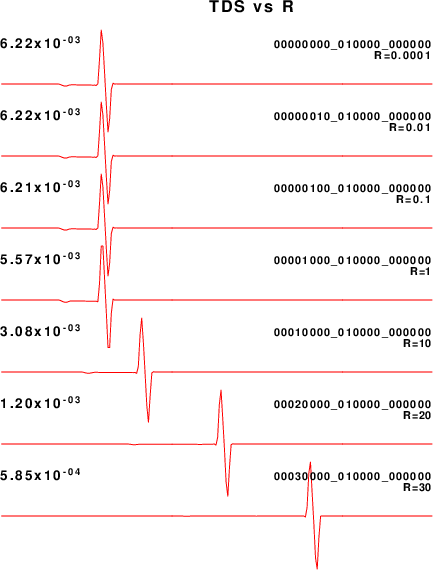 TDS vs R
6.22x10^-03 00000000_010000_000000
R=0.0001
6.22x10^-03 00000010_010000_000000
R=0.01
6.21x10^-03 00000100_010000_000000
R=0.1
5.57x10^-03 00001000_010000_000000
R=1
3.08x10^-03 00010000_010000_000000
R=10
1.20x10^-03 00020000_010000_000000
R=20
5.85x10^-04 00030000_010000_000000
R=30